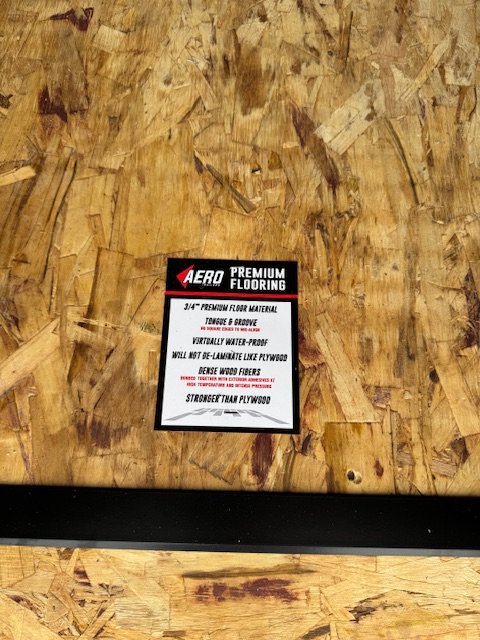 AERO
TRAILERS
PREMIUM
FLOORING
3/4" PREMIUM FLOOR MATERIAL
TONGUE & GROOVE
NO SQUARE EDGES TO MIS-ALIGN
VIRTUALLY WATER-PROOF
WILL NOT DE-LAMINATE LIKE PLYWOOD
DENSE WOOD FIBERS
BONDED TOGETHER WITH EXTERIOR ADHESIVES AT
HIGH TEMPERATURE AND INTENSE PRESSURE
STRONGER THAN PLYWOOD